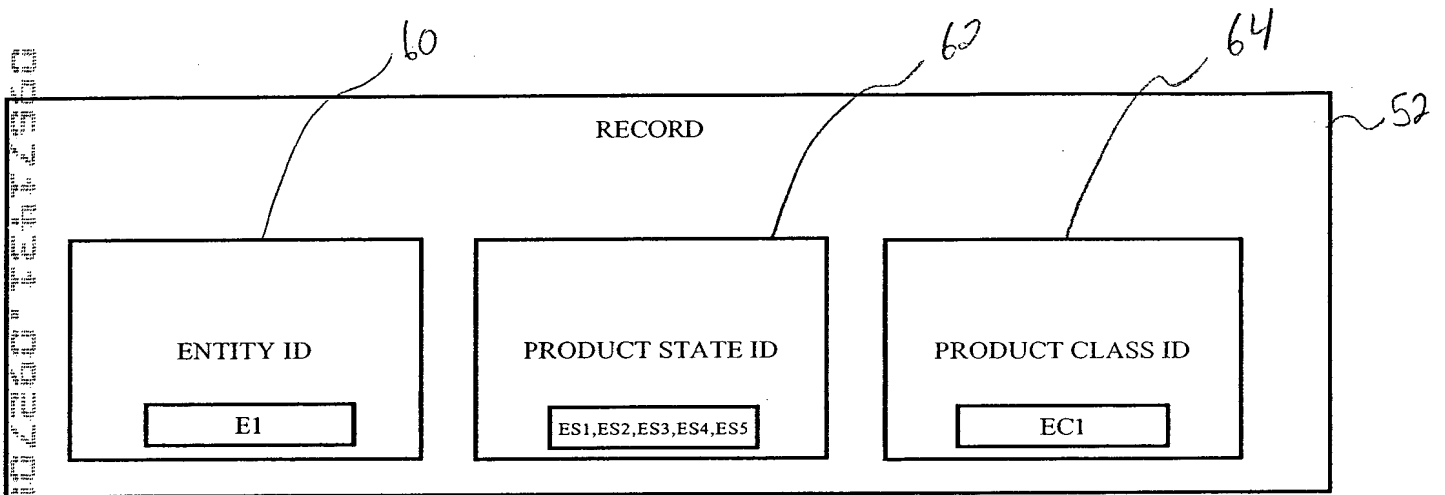 60 62 64
RECORD 52
ENTITY ID PRODUCT STATE ID PRODUCT CLASS ID
E1 ES1,ES2,ES3,ES4,ES5 EC1